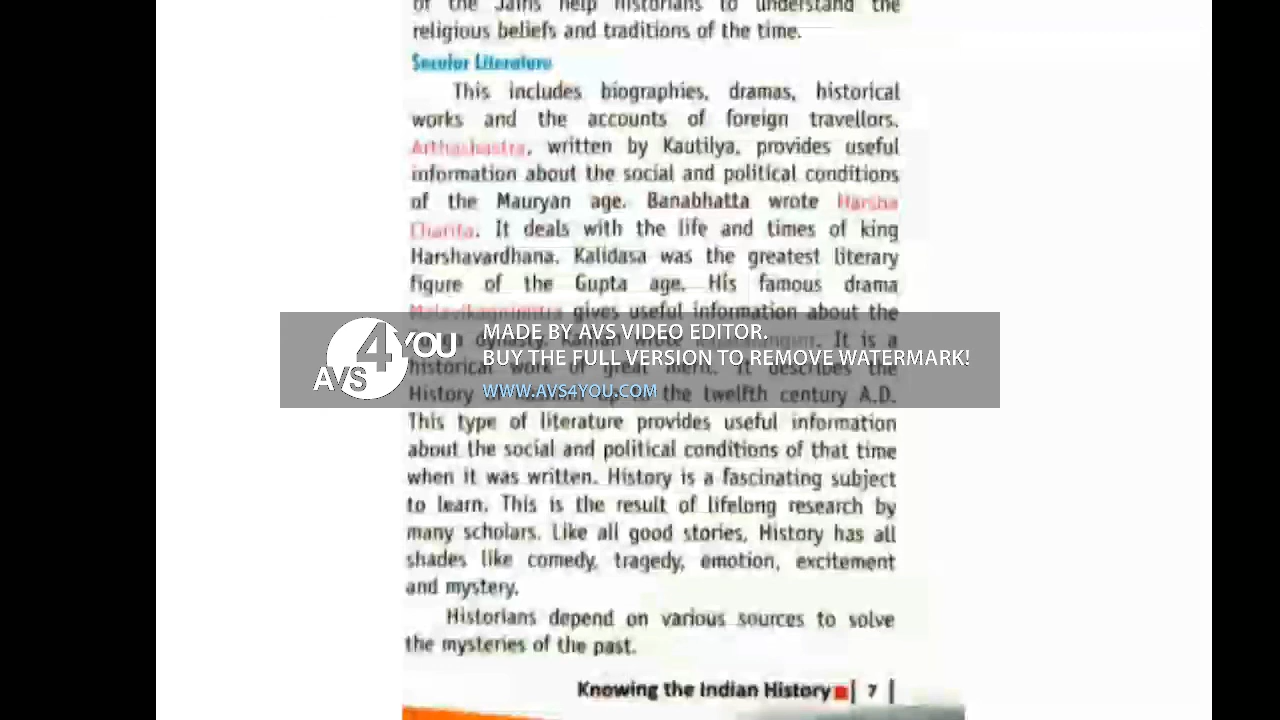 of the Jains help historians to understand the
religious beliefs and traditions of the time.
Secular Literature
This includes biographies, dramas, historical
works and the accounts of foreign travellors.
Arthashastra, written by Kautilya, provides useful
information about the social and political conditions
of the Mauryan age. Banabhatta wrote Harsha
Charita. It deals with the life and times of king
Harshavardhana. Kalidasa was the greatest literary
figure of the Gupta age. His famous drama
gives useful information about the
dynasty. wrote It is a
historical work of great merit. It describes the
History the twelfth century A.D.
This type of literature provides useful information
about the social and political conditions of that time
when it was written. History is a fascinating subject
to learn. This is the result of lifelong research by
many scholars. Like all good stories, History has all
shades like comedy, tragedy, emotion, excitement
and mystery.
Historians depend on various sources to solve
the mysteries of the past.
Knowing the Indian History | 7 |
AVS4YOU
MADE BY AVS VIDEO EDITOR.
BUY THE FULL VERSION TO REMOVE WATERMARK!
WWW.AVS4YOU.COM